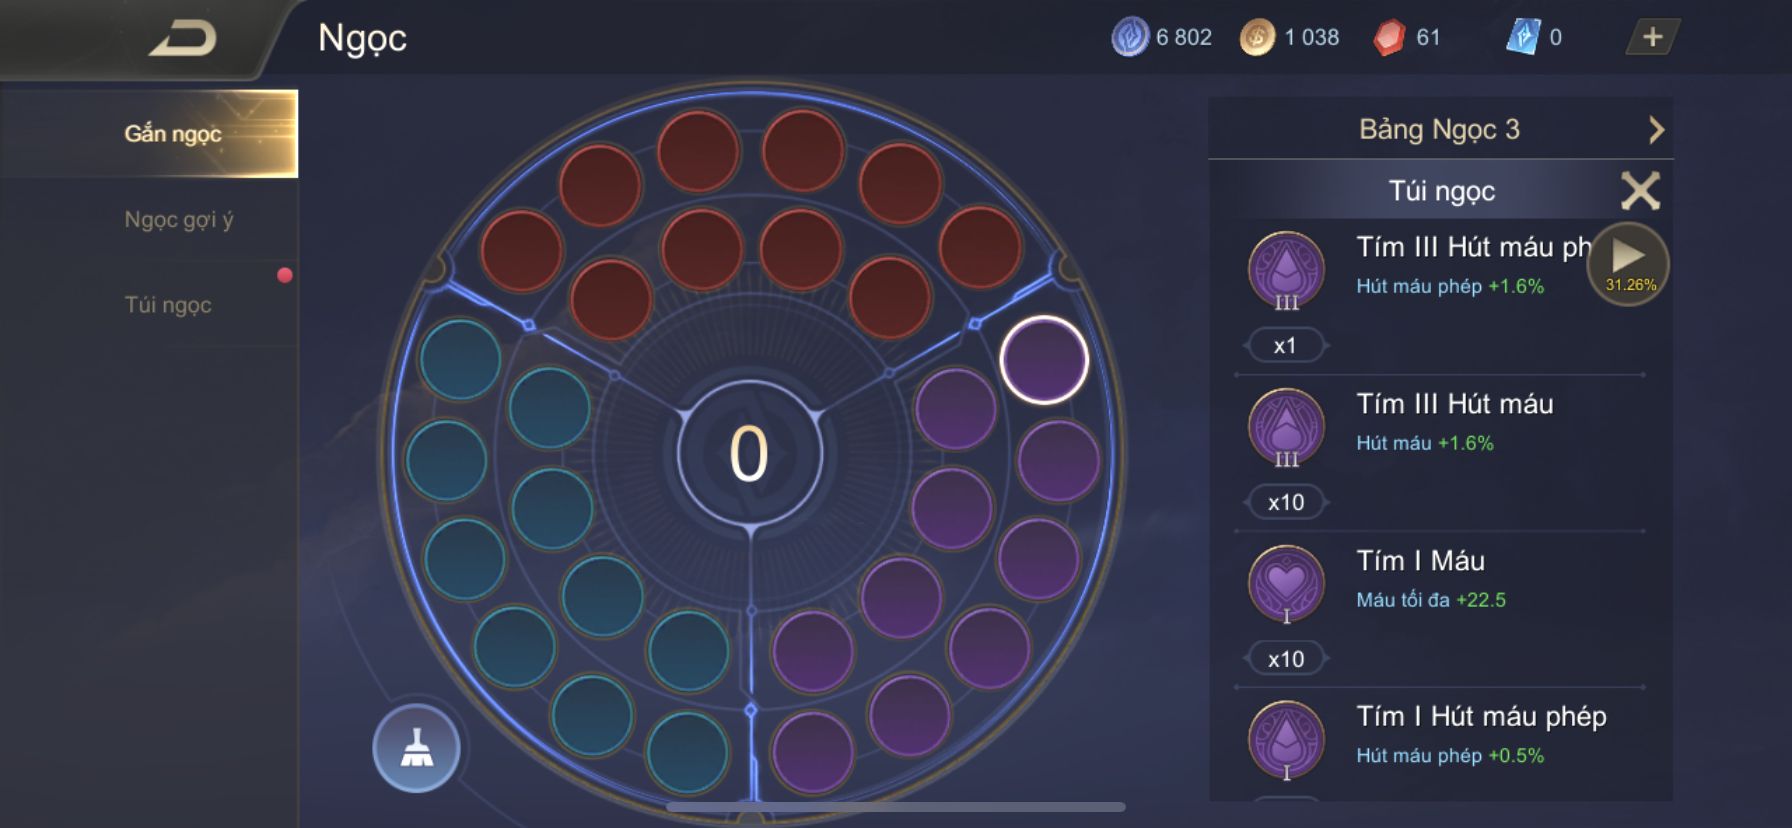 Ngọc
6 802
1 038
61
0
Gắn ngọc
Ngọc gợi ý
Túi ngọc
0
Bảng Ngọc 3
Túi ngọc
Tím III Hút máu ph
31.26%
Hút máu phép +1.6%
III
x1
Tím III Hút máu
Hút máu +1.6%
III
x10
Tím I Máu
Máu tối đa +22.5
I
x10
Tím I Hút máu phép
Hút máu phép +0.5%
I